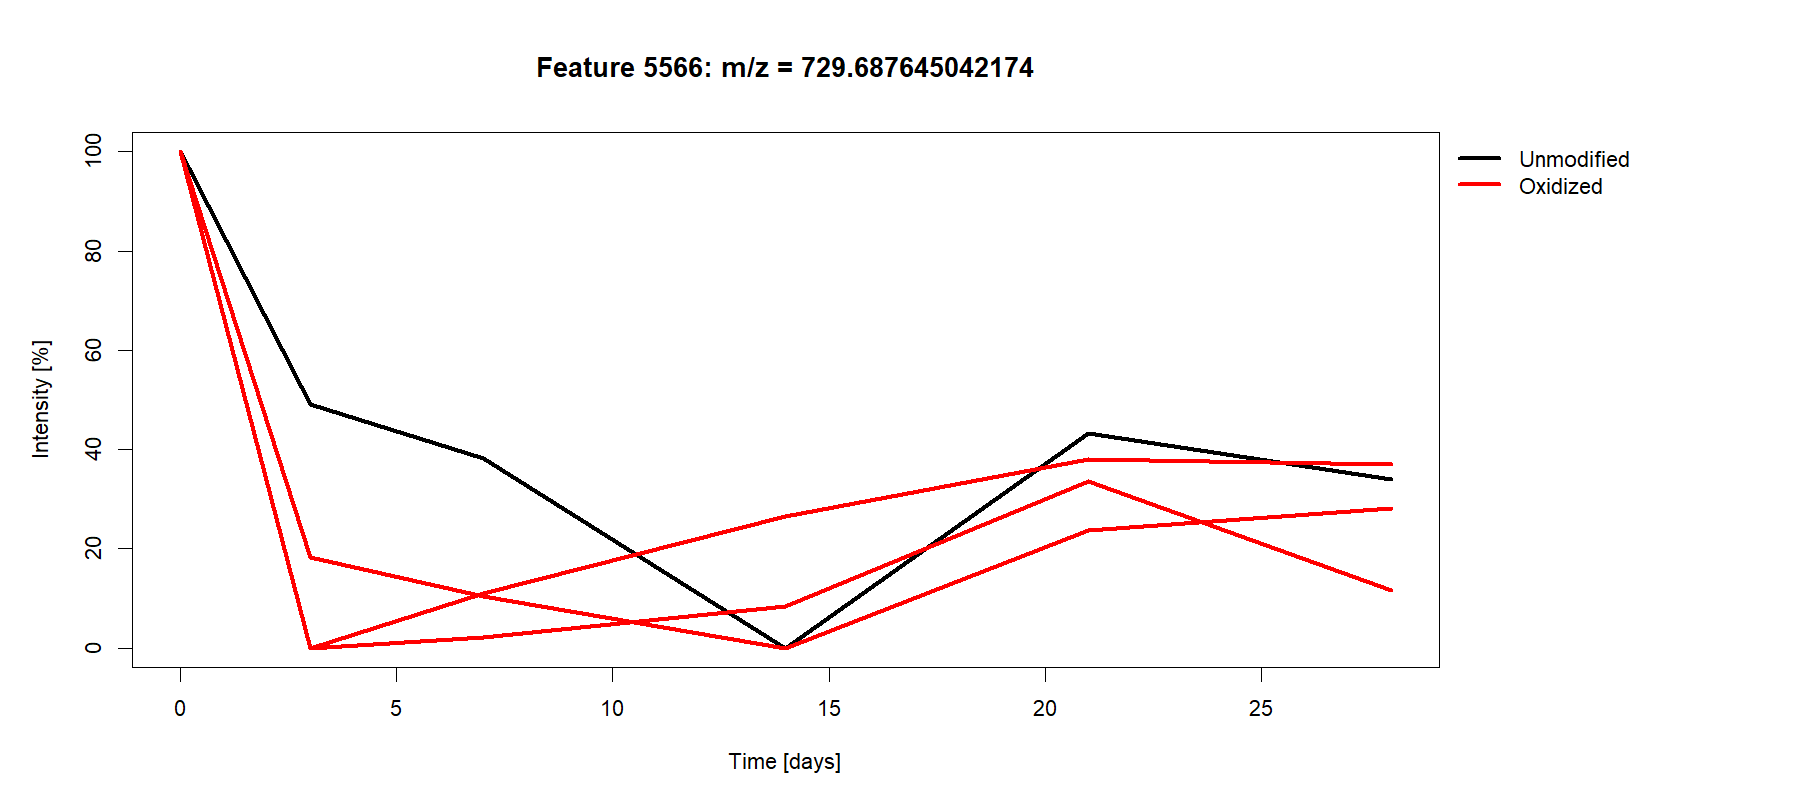 Feature 5566: m/z = 729.687645042174
Unmodified
Oxidized
Intensity [%]
100
80
60
40
20
0
0 5 10 15 20 25
Time [days]